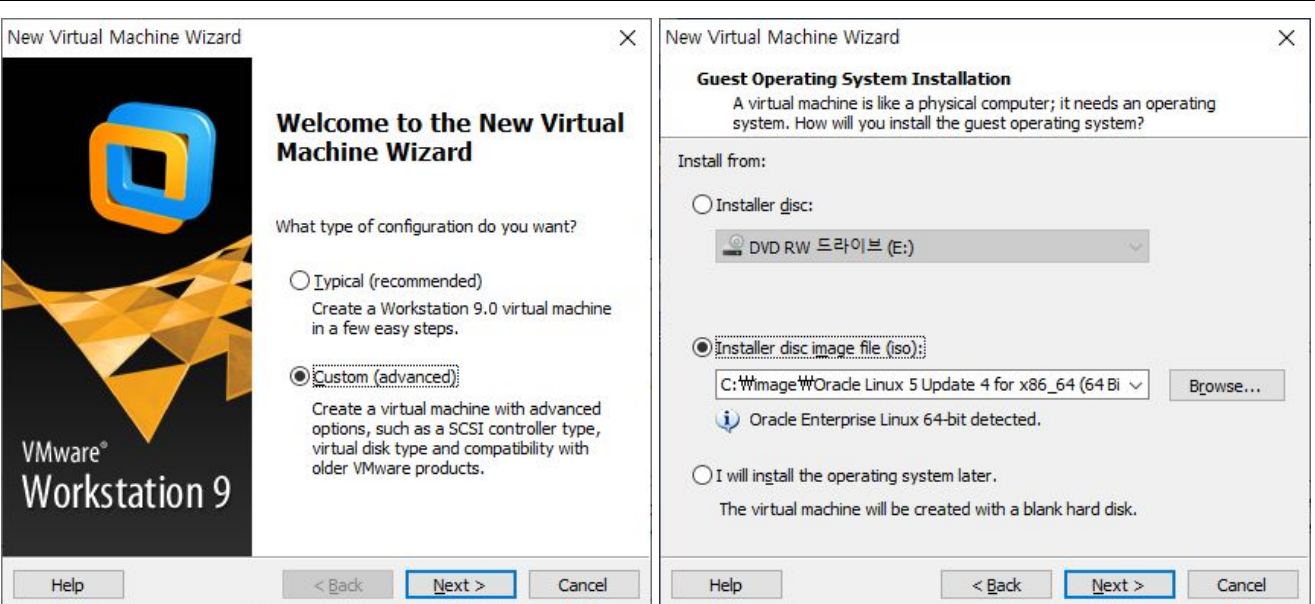 New Virtual Machine Wizard
Welcome to the New Virtual
Machine Wizard
What type of configuration do you want?
Typical (recommended)
Create a Workstation 9.0 virtual machine
in a few easy steps.
Custom (advanced)
Create a virtual machine with advanced
options, such as a SCSI controller type,
virtual disk type and compatibility with
older VMware products.
VMware®
Workstation 9
Help
< Back
Next >
Cancel
New Virtual Machine Wizard
Guest Operating System Installation
A virtual machine is like a physical computer; it needs an operating
system. How will you install the guest operating system?
Install from:
Installer disc:
DVD RW 드라이브 (E:)
Installer disc image file (iso):
C:₩image₩Oracle Linux 5 Update 4 for x86_64 (64 Bi
Browse...
Oracle Enterprise Linux 64-bit detected.
I will install the operating system later.
The virtual machine will be created with a blank hard disk.
Help
< Back
Next >
Cancel